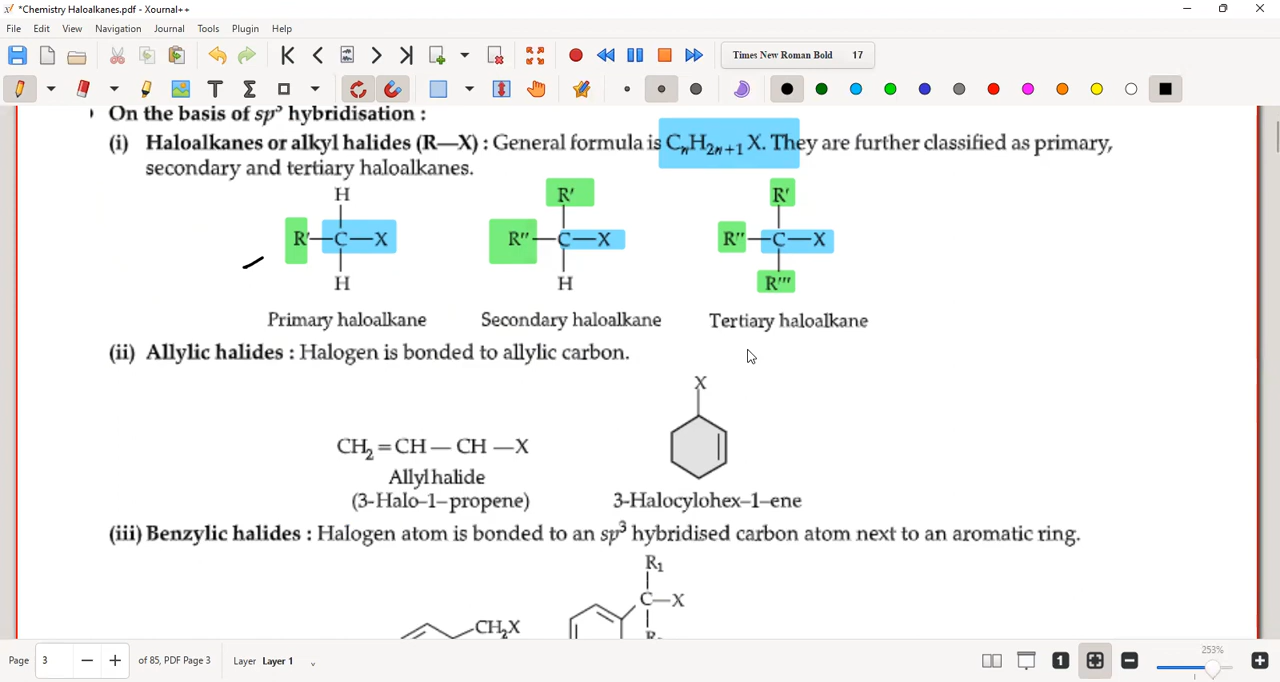 *Chemistry Haloalkanes.pdf - Xournal++
File Edit View Navigation Journal Tools Plugin Help
Times New Roman Bold 17
On the basis of sp³ hybridisation :
(i) Haloalkanes or alkyl halides (R—X) : General formula is CₙH₂ₙ₊₁ X. They are further classified as primary,
secondary and tertiary haloalkanes.
H R′ R′
R′—C—X R″—C—X R″—C—X
H H R‴
Primary haloalkane Secondary haloalkane Tertiary haloalkane
(ii) Allylic halides : Halogen is bonded to allylic carbon.
X
CH₂=CH — CH —X
Allyl halide
(3-Halo-1-propene) 3-Halocylohex-1-ene
(iii) Benzylic halides : Halogen atom is bonded to an sp³ hybridised carbon atom next to an aromatic ring.
R₁
C—X
CH₂X
Page 3 of 85, PDF Page 3 Layer Layer 1 1 253%